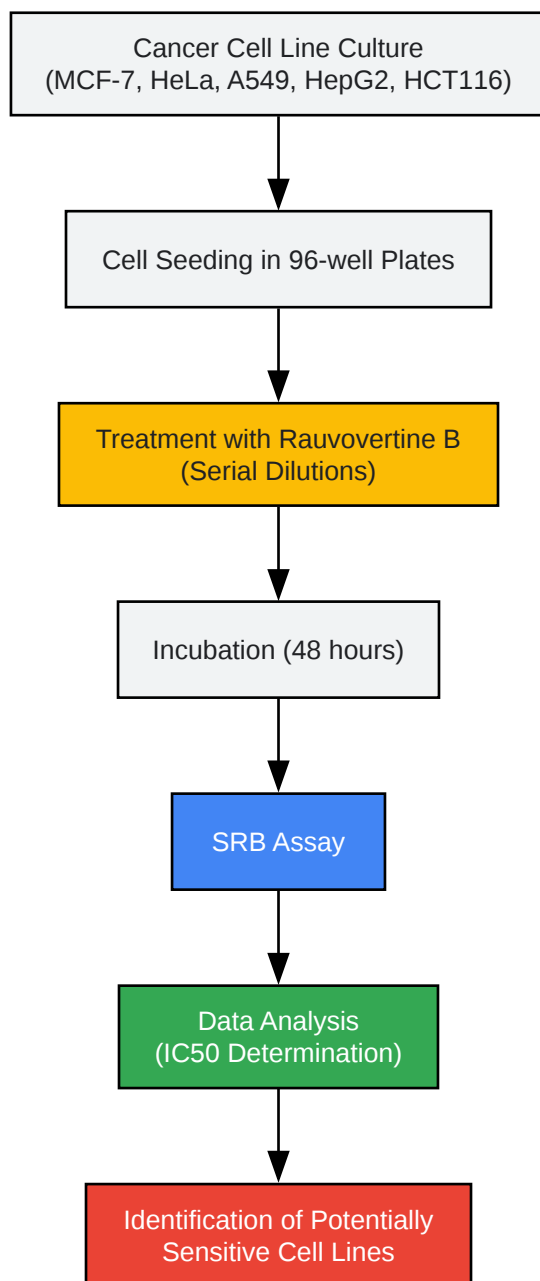 Cancer Cell Line Culture
(MCF-7, HeLa, A549, HepG2, HCT116)
Cell Seeding in 96-well Plates
Treatment with Rauvovertine B
(Serial Dilutions)
Incubation (48 hours)
SRB Assay
Data Analysis
(IC50 Determination)
Identification of Potentially
Sensitive Cell Lines